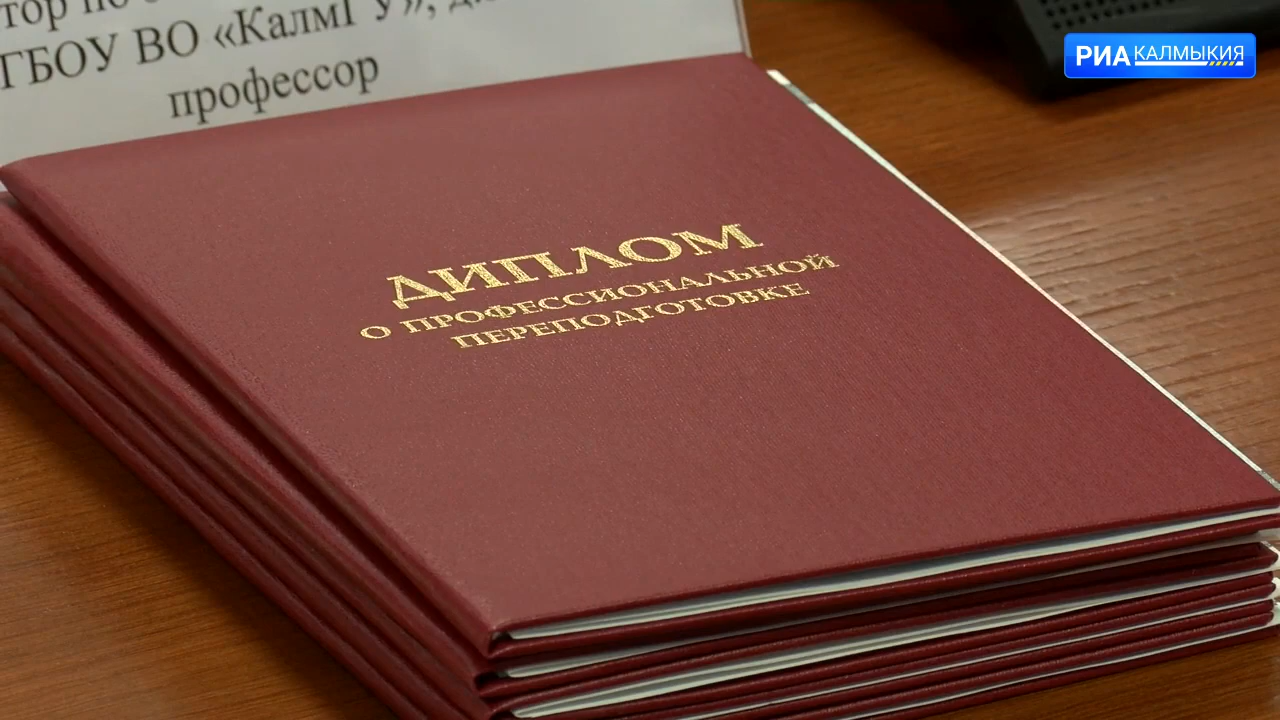 тор по
ГБОУ ВО «КалмГУ», д.
профессор
РИА КАЛМЫКИЯ
ДИПЛОМ
О ПРОФЕССИОНАЛЬНОЙ
ПЕРЕПОДГОТОВКЕ